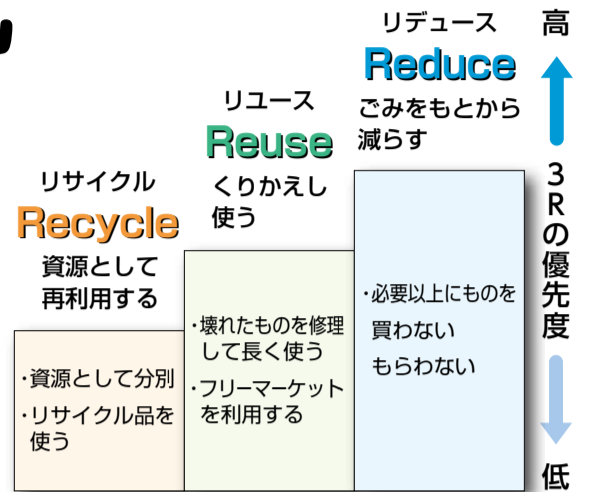 リサイクル
Recycle
資源として
再利用する
・資源として分別
・リサイクル品を
使う
リユース
Reuse
くりかえし
使う
・壊れたものを修理
して長く使う
・フリーマーケット
を利用する
リデュース
Reduce
ごみをもとから
減らす
・必要以上にものを
買わない
もらわない
高
3Rの優先度
低